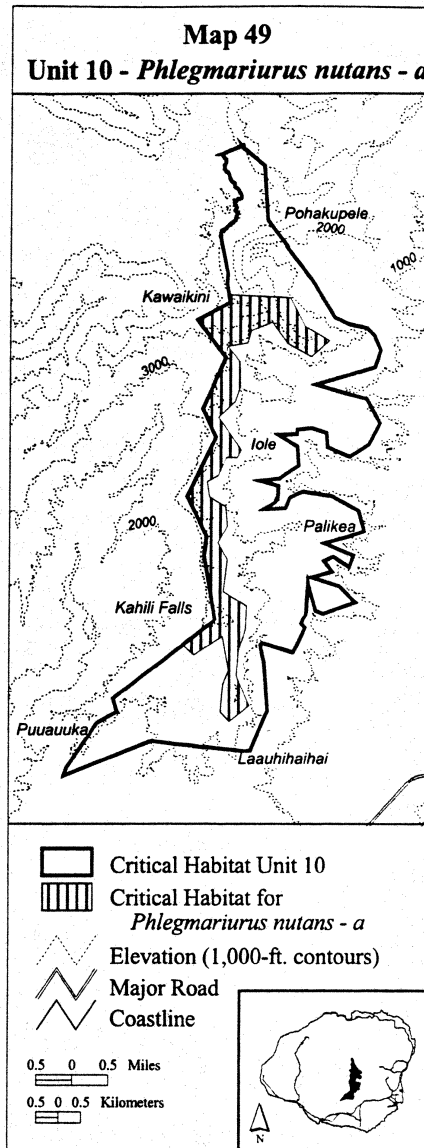 Map 49
Unit 10 - Phlegmariurus nutans - a
Pohakupele
2000
1000
Kawaikini
3000
Iole
2000
Palikea
Kahili Falls
Puuauuka
Laauhihaihai
Critical Habitat Unit 10
Critical Habitat for
Phlegmariurus nutans - a
Elevation (1,000-ft. contours)
Major Road
Coastline
0.5 0 0.5 Miles
0.5 0 0.5 Kilometers
N